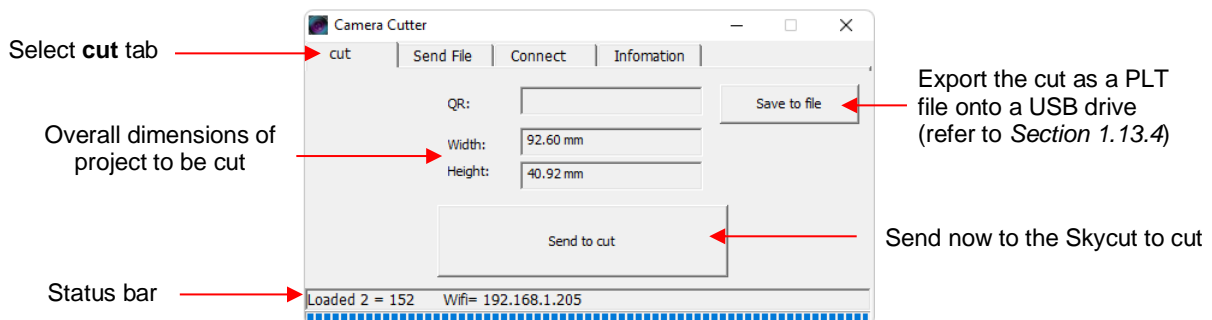 Camera Cutter
Select cut tab
cut Send File Connect Infomation
QR:
Save to file
Export the cut as a PLT
file onto a USB drive
(refer to Section 1.13.4)
Overall dimensions of
project to be cut
Width: 92.60 mm
Height: 40.92 mm
Send to cut
Send now to the Skycut to cut
Status bar
Loaded 2 = 152 Wifi= 192.168.1.205